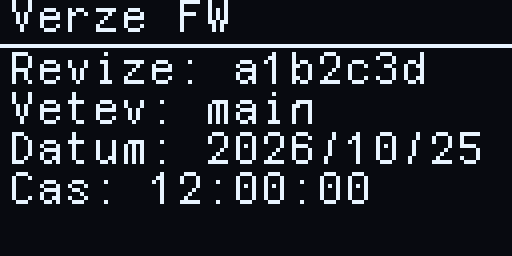 Verze FW
Revize: a1b2c3d
Vetev: main
Datum: 2026/10/25
Cas: 12:00:00